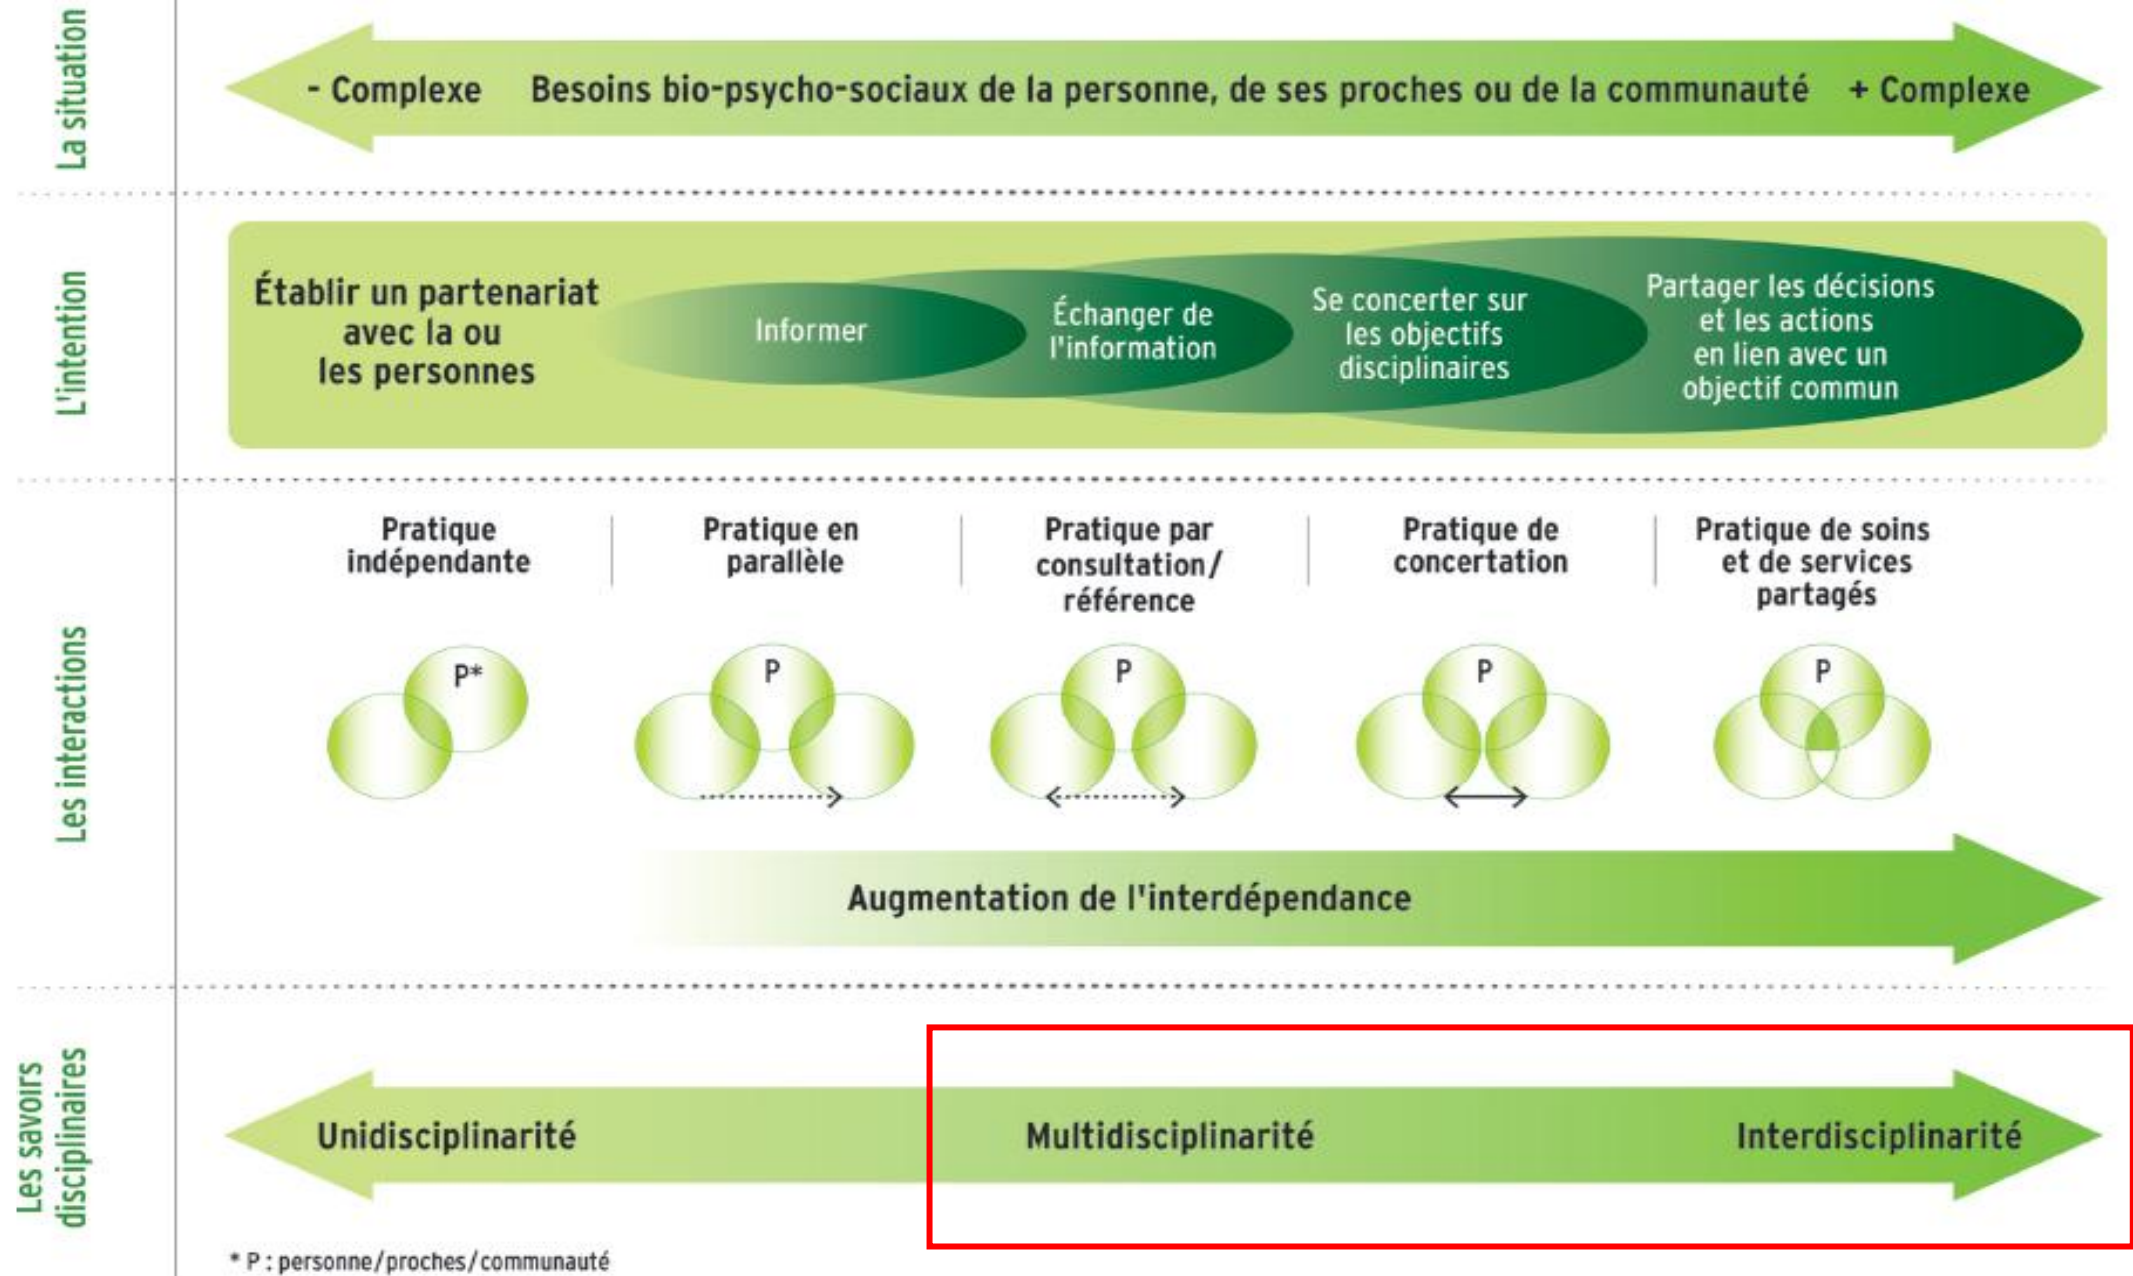 La situation
- Complexe Besoins bio-psycho-sociaux de la personne, de ses proches ou de la communauté + Complexe
L'intention
Établir un partenariat
avec la ou
les personnes
Informer
Échanger de
l'information
Se concerter sur
les objectifs
disciplinaires
Partager les décisions
et les actions
en lien avec un
objectif commun
Les interactions
Pratique
indépendante
Pratique en
parallèle
Pratique par
consultation/
référence
Pratique de
concertation
Pratique de soins
et de services
partagés
P*
P
P
P
P
Augmentation de l'interdépendance
Les savoirs
disciplinaires
Unidisciplinarité
Multidisciplinarité
Interdisciplinarité
* P : personne/proches/communauté